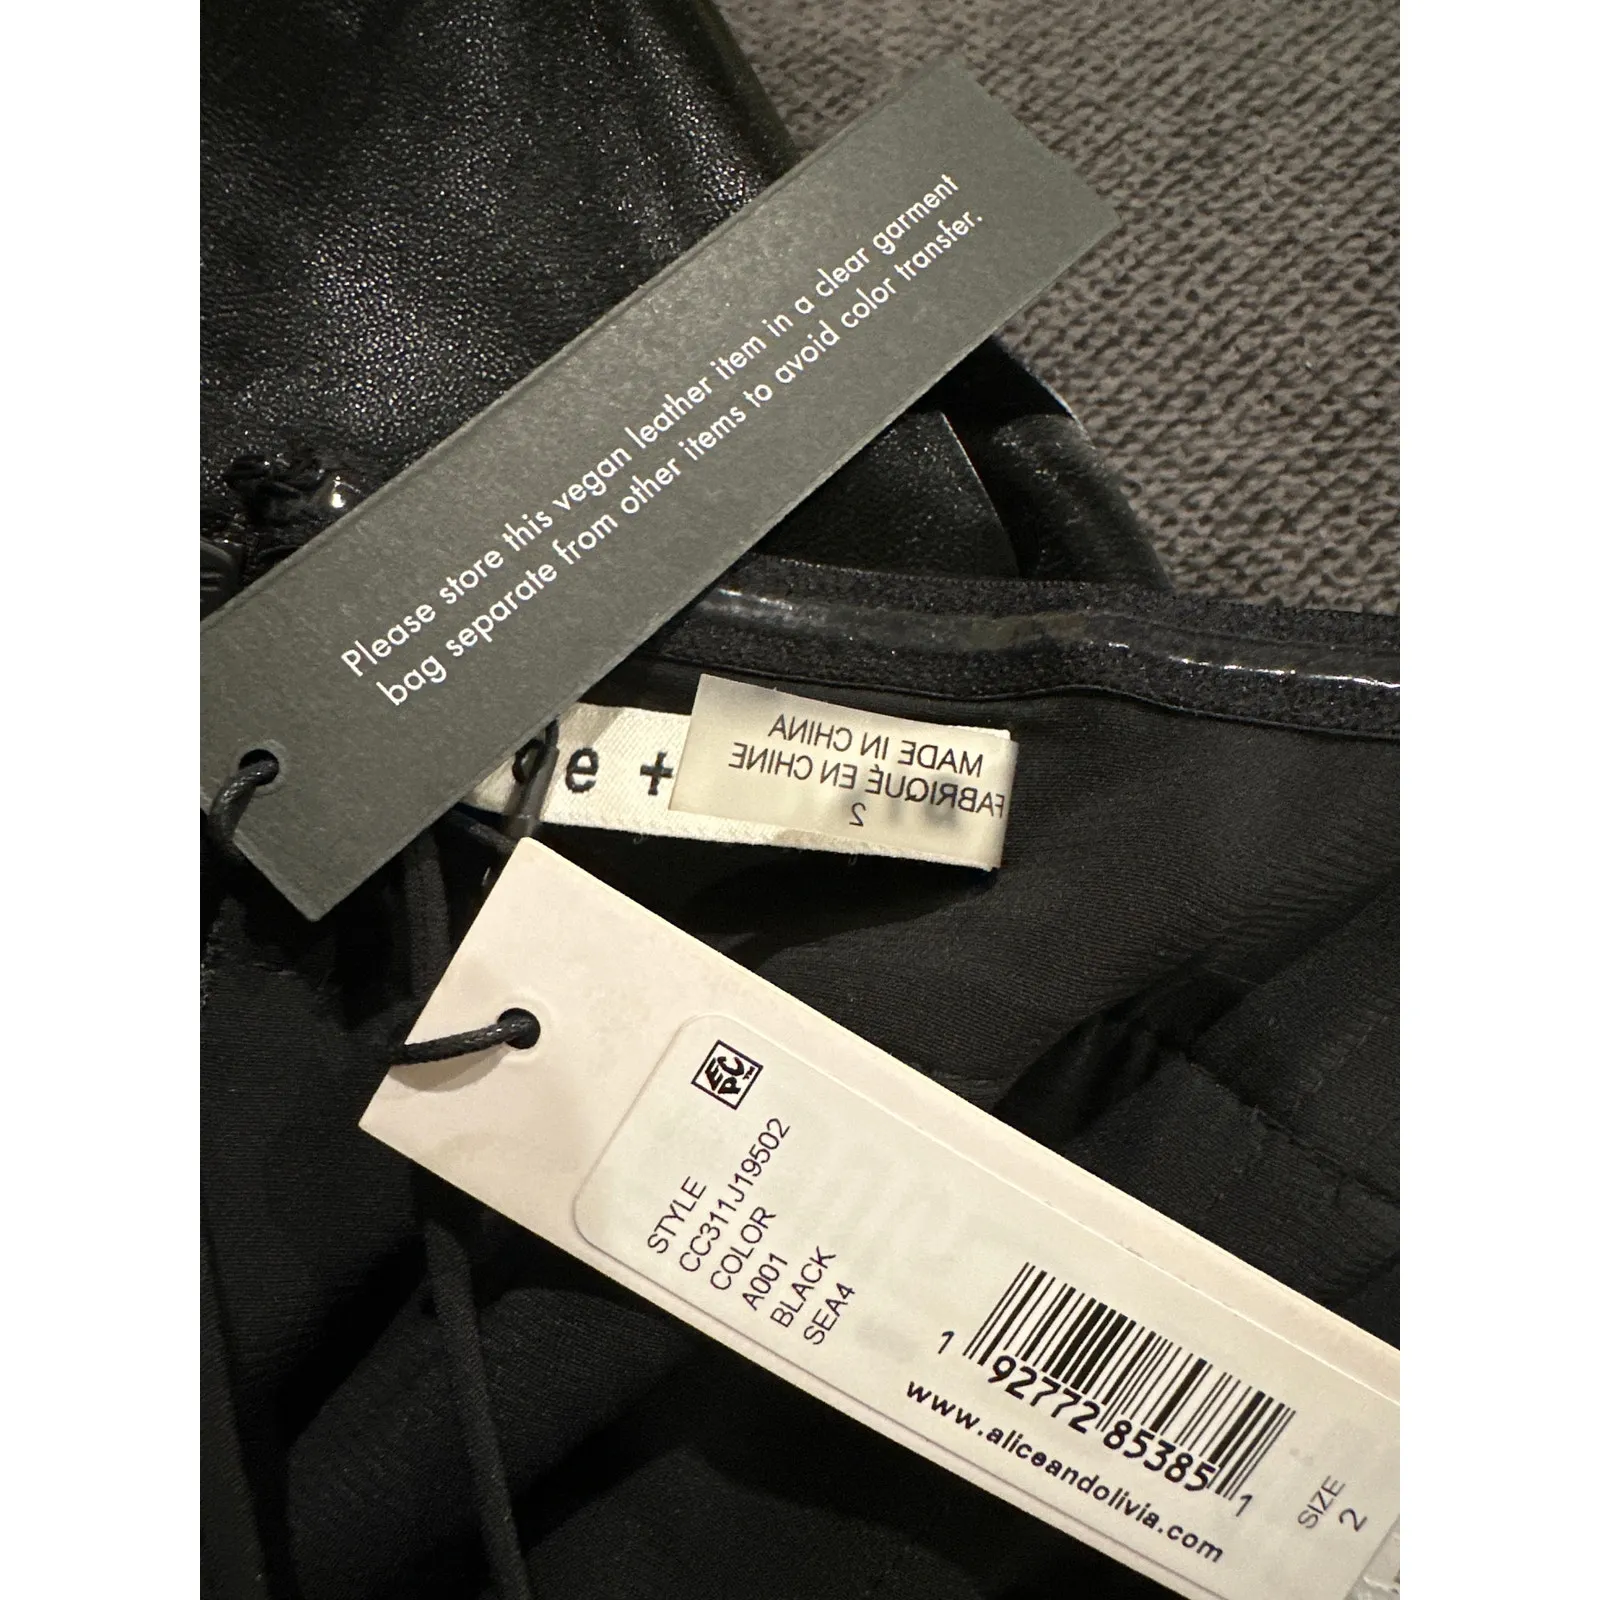 Please store this vegan leather item in a clear garment
bag separate from other items to avoid color transfer.
de +
MADE IN CHINA
FABRIQUÉ EN CHINE
2
EPC™
STYLE
CC311J19502
COLOR
A001
BLACK
SEA4
1 92772 85385 1
www.aliceandolivia.com
SIZE
2